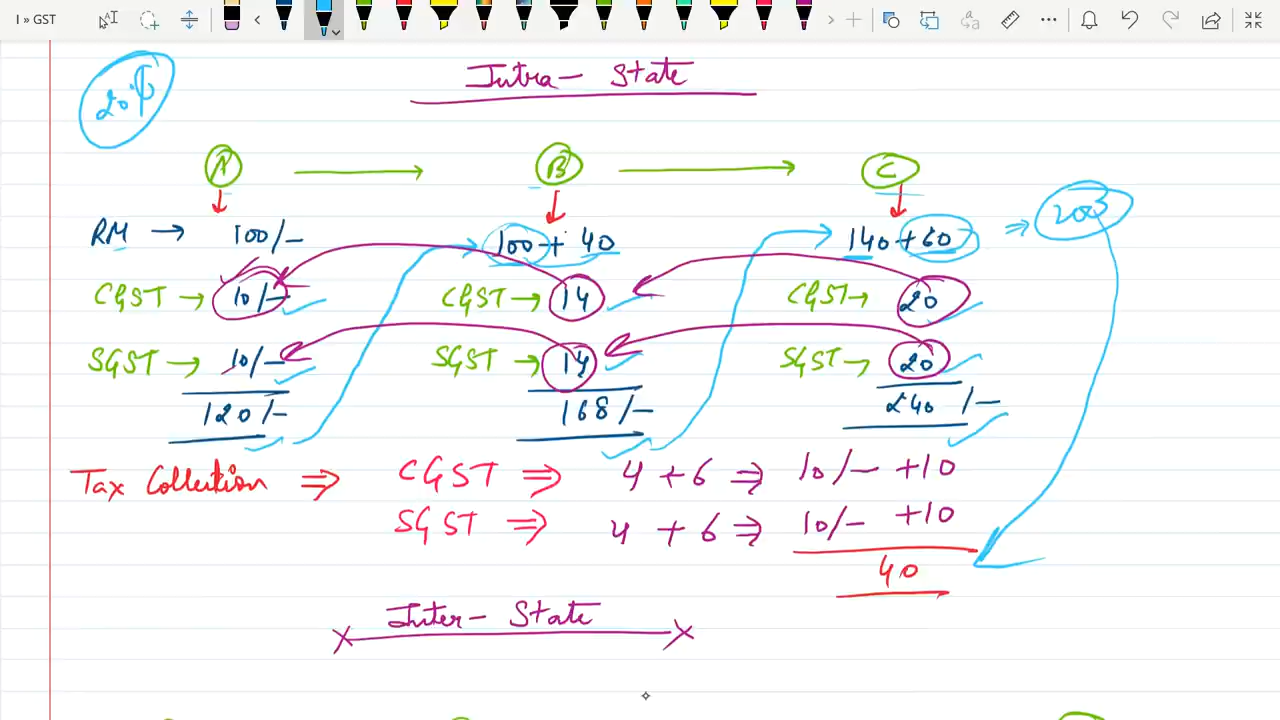 I » GST
Intra - State
20%
A → B → C
RM → 100/- 100 + 40 140 + 60 ⇒ 200
CGST → 10/- CGST → 14 CGST → 20
SGST → 10/- SGST → 14 SGST → 20
120/- 168/- 240/-
Tax Collection ⇒ CGST ⇒ 4 + 6 ⇒ 10/- +10
SGST ⇒ 4 + 6 ⇒ 10/- +10
40
Inter - State